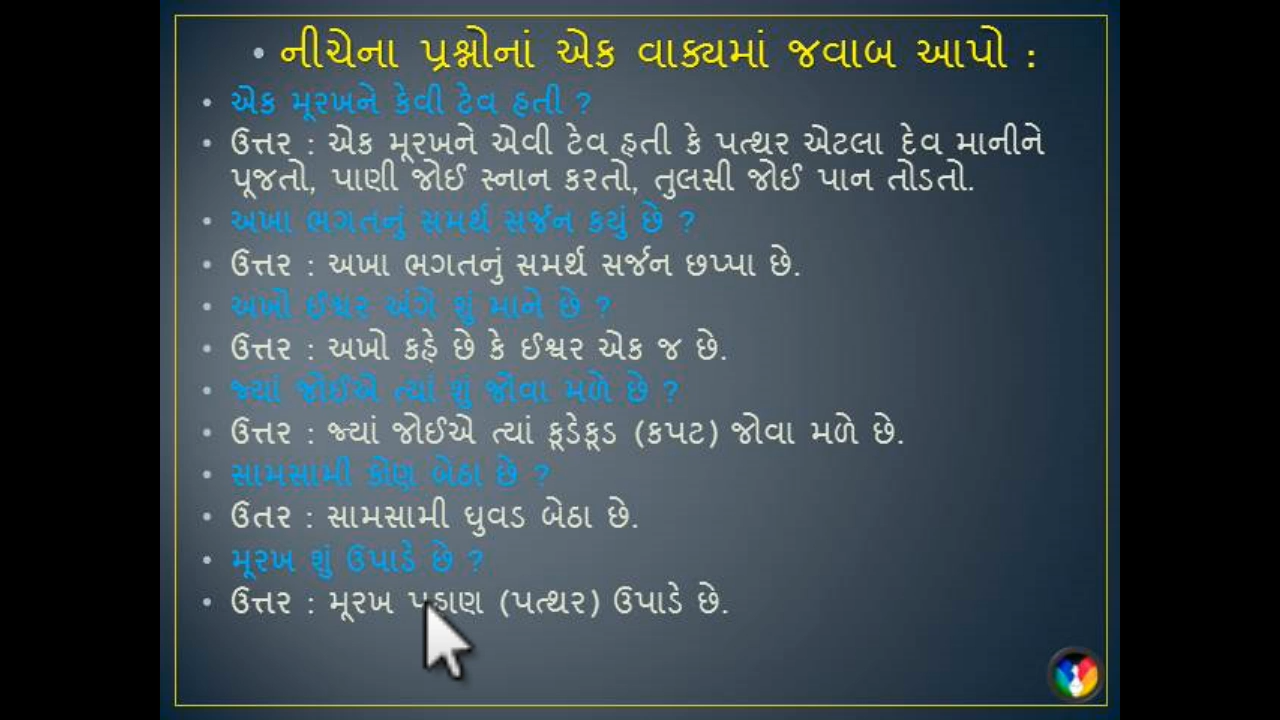 • નીચેના પ્રશ્નોનાં એક વાક્યમાં જવાબ આપો :
• એક મૂરખને કેવી ટેવ હતી ?
• ઉત્તર : એક મૂરખને એવી ટેવ હતી કે પત્થર એટલા દેવ માનીને
પૂજતો, પાણી જોઈ સ્નાન કરતો, તુલસી જોઈ પાન તોડતો.
• અખા ભગતનું સમર્થ સર્જન કયું છે ?
• ઉત્તર : અખા ભગતનું સમર્થ સર્જન છપ્પા છે.
• અખો ઈશ્વર અંગે શું માને છે ?
• ઉત્તર : અખો કહે છે કે ઈશ્વર એક જ છે.
• જ્યાં જોઈએ ત્યાં શું જોવા મળે છે ?
• ઉત્તર : જ્યાં જોઈએ ત્યાં કૂડેકૂડ (કપટ) જોવા મળે છે.
• સામસામી કોણ બેઠા છે ?
• ઉતર : સામસામી ઘુવડ બેઠા છે.
• મૂરખ શું ઉપાડે છે ?
• ઉત્તર : મૂરખ પહાણ (પત્થર) ઉપાડે છે.